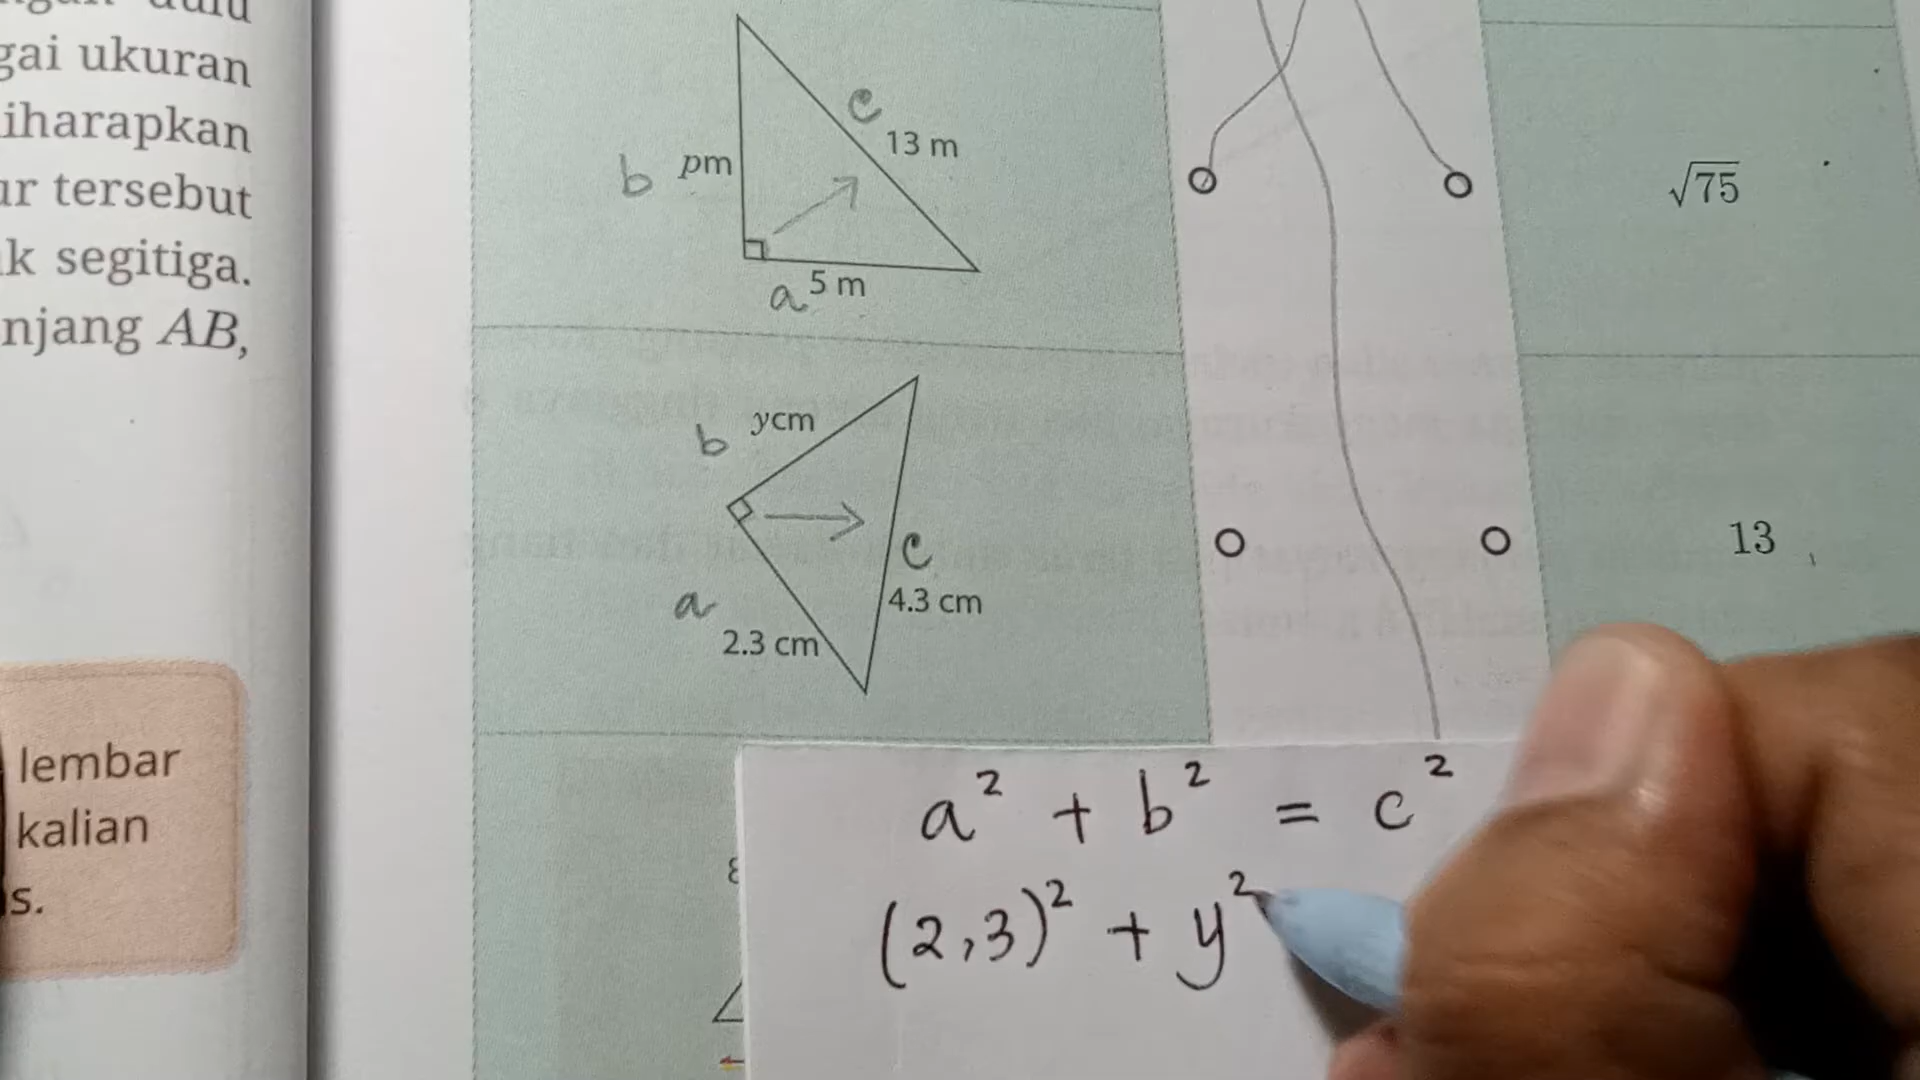 gai ukuran
iharapkan
ur tersebut
k segitiga.
njang AB,
lembar
kalian
s.
c
13 m
b pm
a 5 m
√75
b ycm
c
4.3 cm
a
2.3 cm
13
a² + b² = c²
(2,3)² + y²